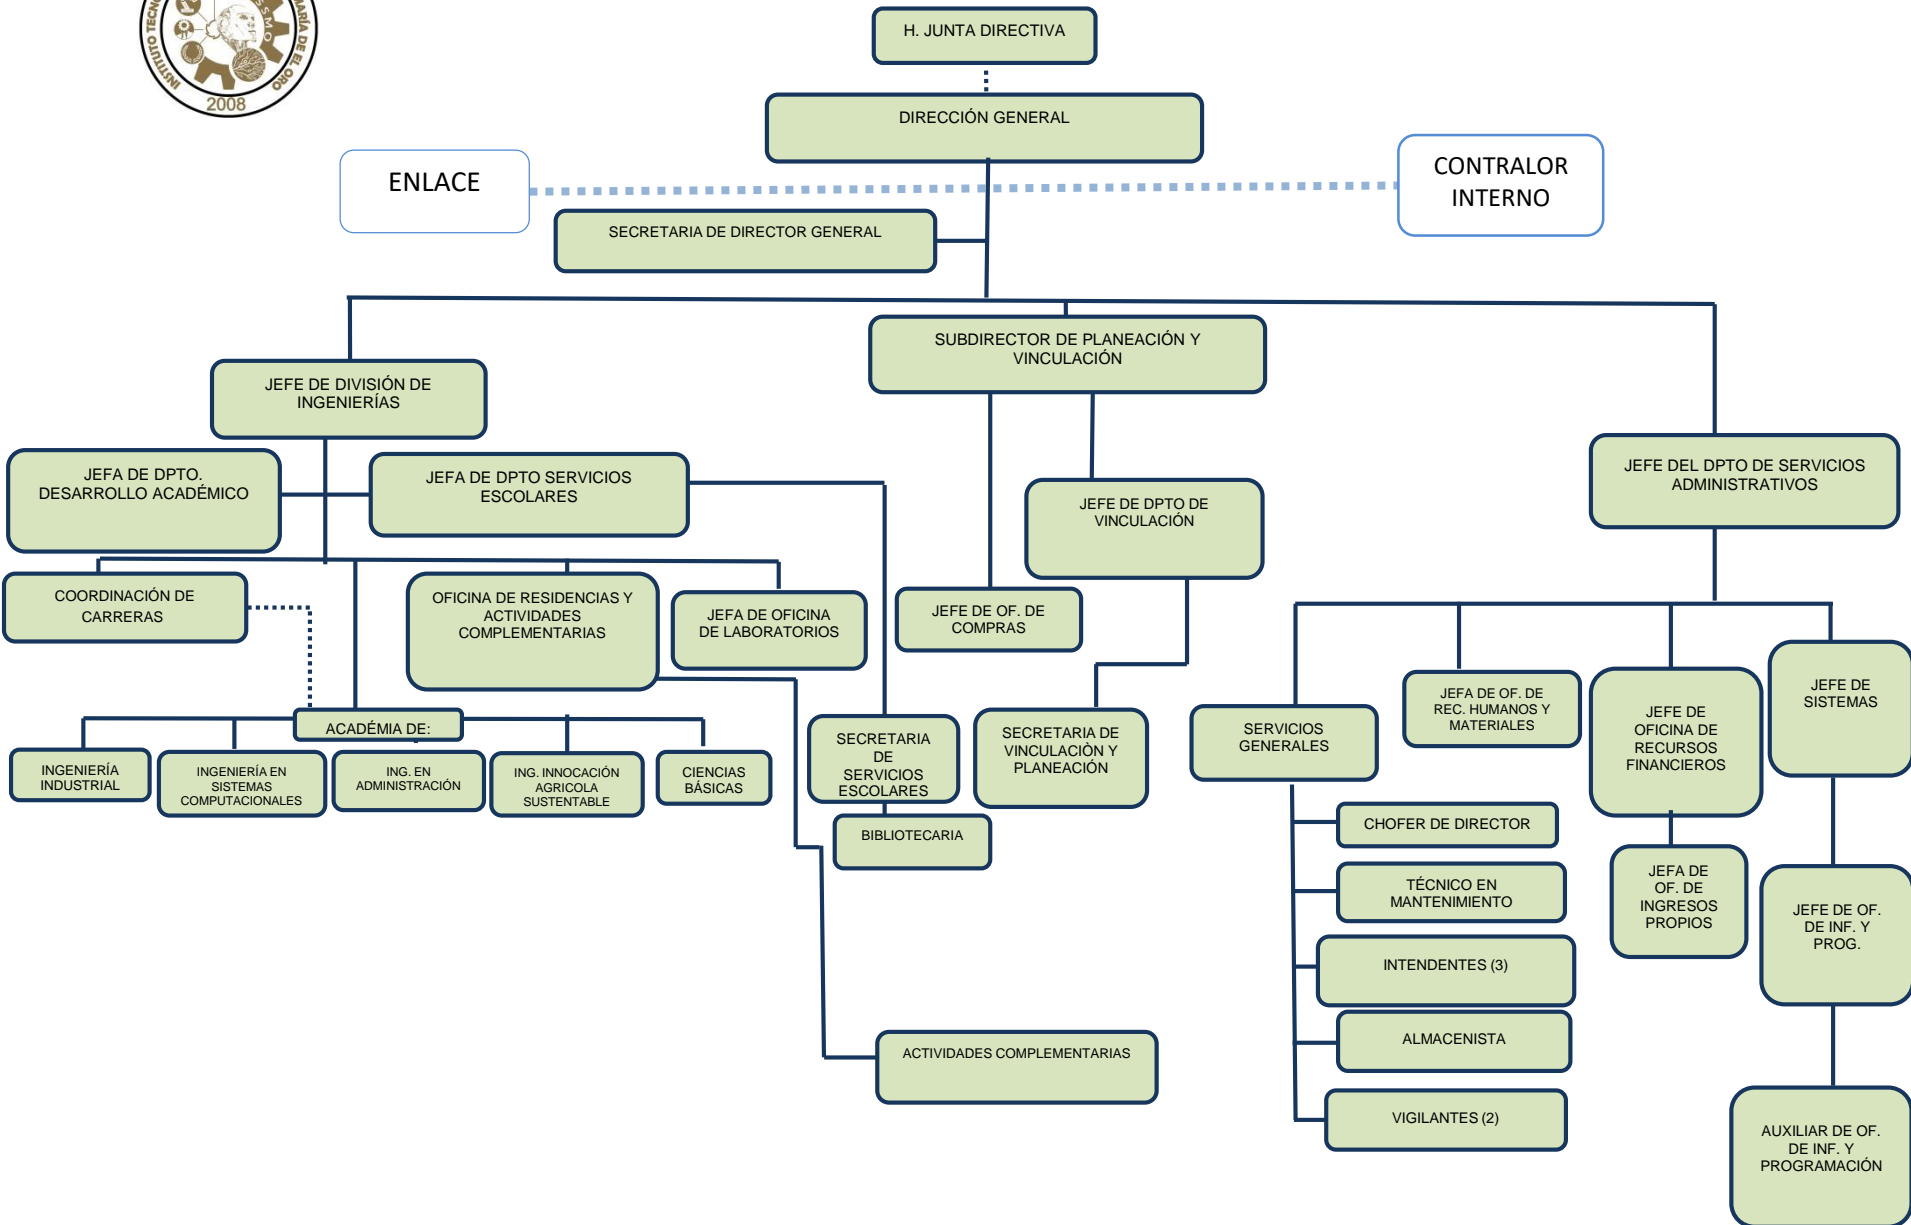 INSTITUTO TECN
MARÍA DE EL ORO
2008
H. JUNTA DIRECTIVA
DIRECCIÓN GENERAL
ENLACE
CONTRALOR
INTERNO
SECRETARIA DE DIRECTOR GENERAL
SUBDIRECTOR DE PLANEACIÓN Y
VINCULACIÓN
JEFE DE DIVISIÓN DE
INGENIERÍAS
JEFA DE DPTO.
DESARROLLO ACADÉMICO
JEFA DE DPTO SERVICIOS
ESCOLARES
JEFE DE DPTO DE
VINCULACIÓN
JEFE DEL DPTO DE SERVICIOS
ADMINISTRATIVOS
COORDINACIÓN DE
CARRERAS
OFICINA DE RESIDENCIAS Y
ACTIVIDADES
COMPLEMENTARIAS
JEFA DE OFICINA
DE LABORATORIOS
JEFE DE OF. DE
COMPRAS
ACADÉMIA DE:
INGENIERÍA
INDUSTRIAL
INGENIERÍA EN
SISTEMAS
COMPUTACIONALES
ING. EN
ADMINISTRACIÓN
ING. INNOCACIÓN
AGRICOLA
SUSTENTABLE
CIENCIAS
BÁSICAS
SECRETARIA
DE
SERVICIOS
ESCOLARES
SECRETARIA DE
VINCULACIÒN Y
PLANEACIÓN
SERVICIOS
GENERALES
JEFA DE OF. DE
REC. HUMANOS Y
MATERIALES
JEFE DE
OFICINA DE
RECURSOS
FINANCIEROS
JEFE DE
SISTEMAS
BIBLIOTECARIA
CHOFER DE DIRECTOR
TÉCNICO EN
MANTENIMIENTO
JEFA DE
OF. DE
INGRESOS
PROPIOS
JEFE DE OF.
DE INF. Y
PROG.
INTENDENTES (3)
ALMACENISTA
ACTIVIDADES COMPLEMENTARIAS
VIGILANTES (2)
AUXILIAR DE OF.
DE INF. Y
PROGRAMACIÓN